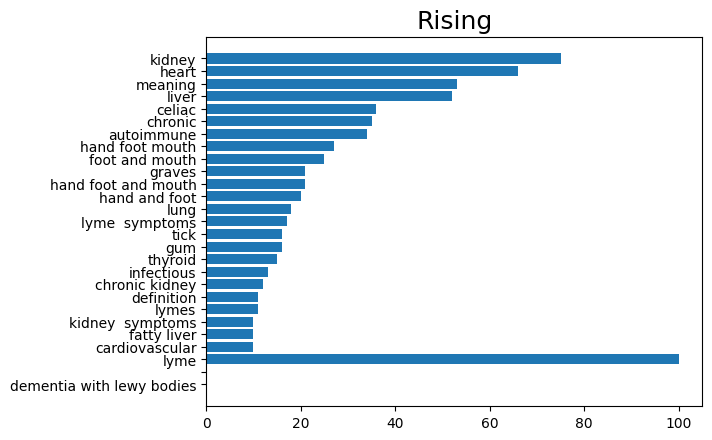 Rising
kidney
heart
meaning
liver
celiac
chronic
autoimmune
hand foot mouth
foot and mouth
graves
hand foot and mouth
hand and foot
lung
lyme  symptoms
tick
gum
thyroid
infectious
chronic kidney
definition
lymes
kidney  symptoms
fatty liver
cardiovascular
lyme
dementia with lewy bodies
0 20 40 60 80 100